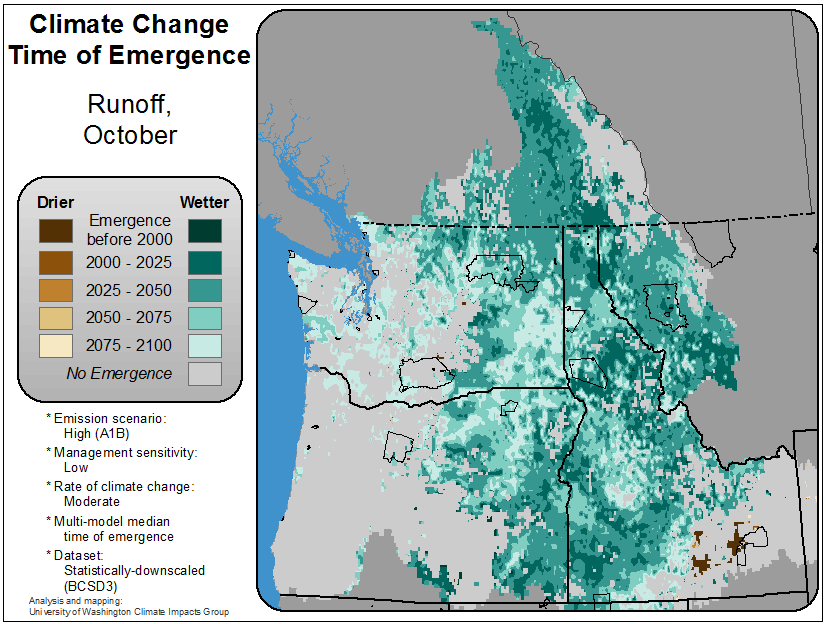 Climate Change
Time of Emergence
Runoff,
October
Drier Wetter
Emergence
before 2000
2000 - 2025
2025 - 2050
2050 - 2075
2075 - 2100
No Emergence
* Emission scenario:
High (A1B)
* Management sensitivity:
Low
* Rate of climate change:
Moderate
* Multi-model median
time of emergence
* Dataset:
Statistically-downscaled
(BCSD3)
Analysis and mapping:
University of Washington Climate Impacts Group